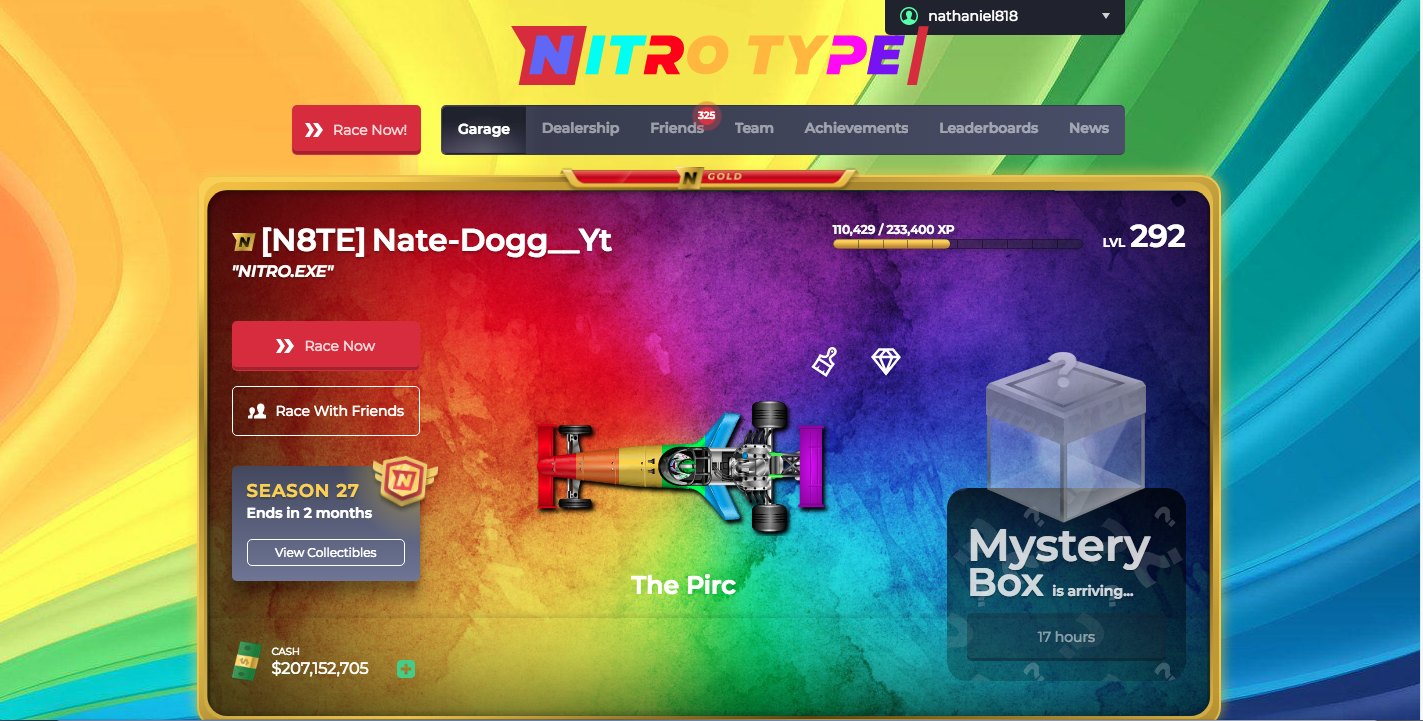 nathaniel818
NITRO TYPE
Race Now!
Garage
Dealership
Friends
325
Team
Achievements
Leaderboards
News
N GOLD
N [N8TE] Nate-Dogg__Yt
"NITRO.EXE"
110,429 / 233,400 XP
LVL 292
Race Now
Race With Friends
N
SEASON 27
Ends in 2 months
View Collectibles
The Pirc
?
Mystery
Box is arriving...
17 hours
CASH
$207,152,705